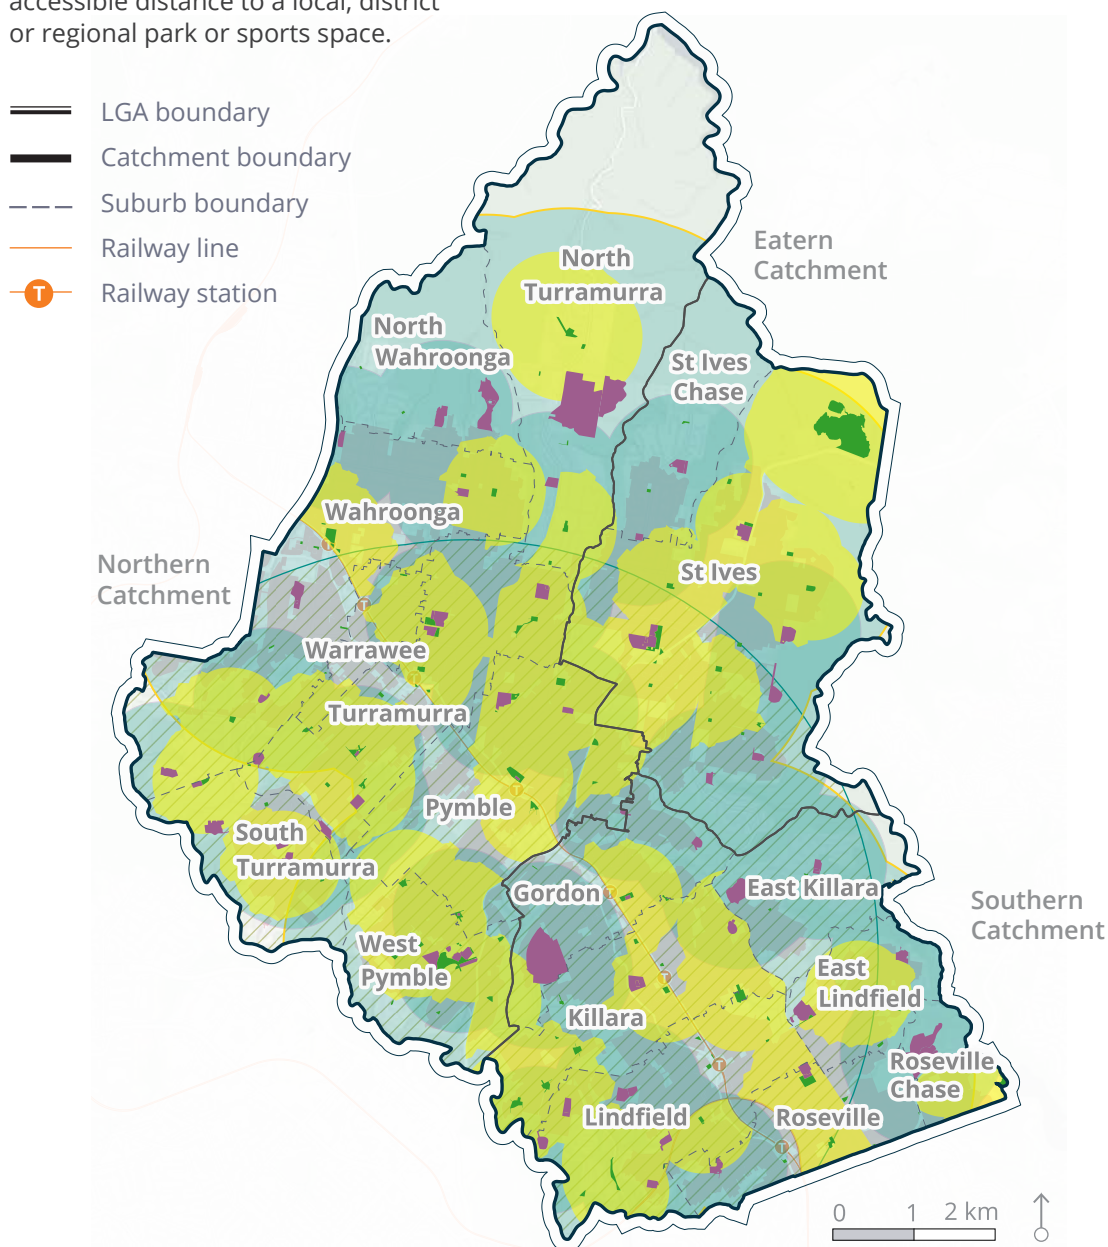 accessible distance to a local, district
or regional park or sports space.
LGA boundary
Catchment boundary
Suburb boundary
Railway line
T
Railway station
Eatern
Catchment
North
Turramurra
North
Wahroonga
St Ives
Chase
Wahroonga
T
Northern
Catchment
St Ives
T
Warrawee
T
Turramurra
Pymble
T
South
Turramurra
Gordon
T
East Killara
Southern
Catchment
West
Pymble
T
East
Lindfield
Killara
T
Roseville
Chase
Lindfield
Roseville
T
0 1 2 km